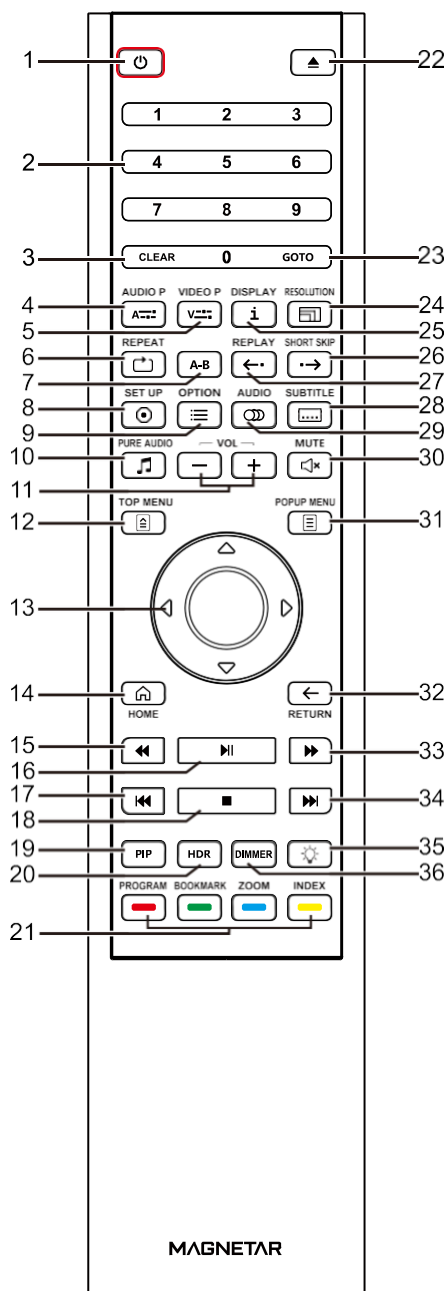 1 22
1 2 3
2 4 5 6
7 8 9
3 CLEAR 0 GOTO 23
AUDIO P VIDEO P DISPLAY RESOLUTION
4 A V i 24
5 25
REPEAT REPLAY SHORT SKIP
6 A-B 26
7 27
SET UP OPTION AUDIO SUBTITLE
8 28
9 29
PURE AUDIO VOL MUTE
10 − + 30
11
TOP MENU POPUP MENU
12 31
13
14 32
HOME RETURN
15 33
16
17 34
18
19 PIP HDR DIMMER 35
20 36
PROGRAM BOOKMARK ZOOM INDEX
21
MAGNETAR